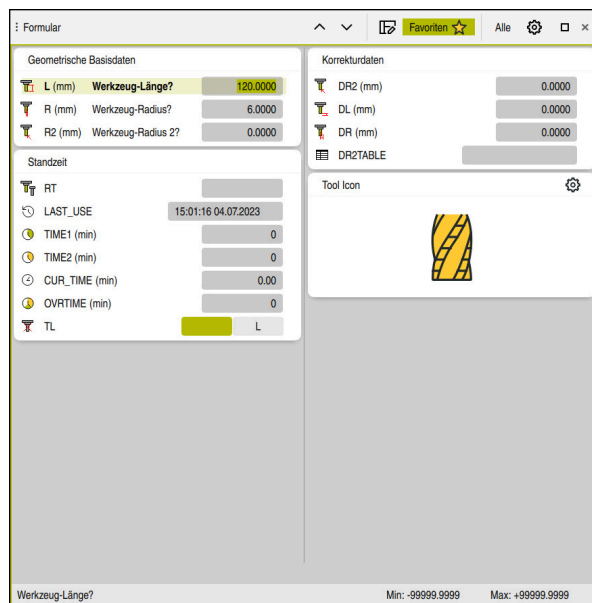 Formular
Favoriten
Alle
Geometrische Basisdaten
L (mm) Werkzeug-Länge? 120.0000
R (mm) Werkzeug-Radius? 6.0000
R2 (mm) Werkzeug-Radius 2? 0.0000
Standzeit
RT
LAST_USE 15:01:16 04.07.2023
TIME1 (min) 0
TIME2 (min) 0
CUR_TIME (min) 0.00
OVRTIME (min) 0
TL L
Korrekturdaten
DR2 (mm) 0.0000
DL (mm) 0.0000
DR (mm) 0.0000
DR2TABLE
Tool Icon
Werkzeug-Länge? Min: -99999.9999 Max: +99999.9999